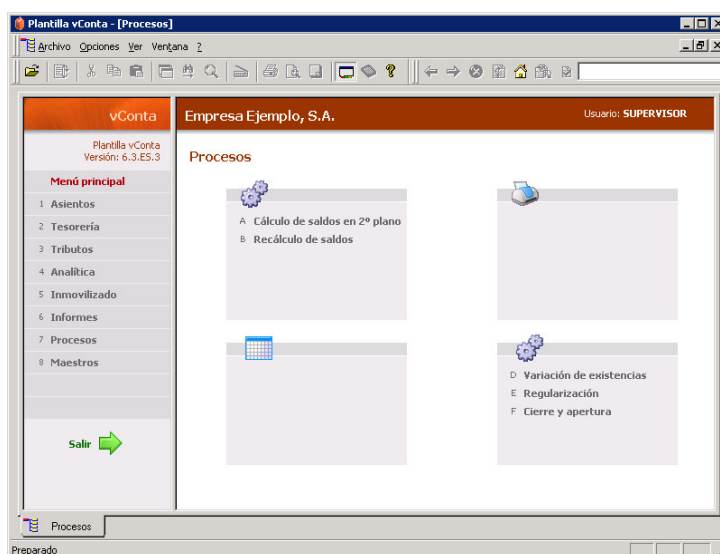 Plantilla vConta - [Procesos]
Archivo Opciones Ver Ventana ?
vConta
Empresa Ejemplo, S.A.
Usuario: SUPERVISOR
Plantilla vConta
Versión: 6.3.ES.3
Menú principal
1 Asientos
2 Tesorería
3 Tributos
4 Analítica
5 Inmovilizado
6 Informes
7 Procesos
8 Maestros
Salir
Procesos
A Cálculo de saldos en 2º plano
B Recálculo de saldos
D Variación de existencias
E Regularización
F Cierre y apertura
Procesos
Preparado